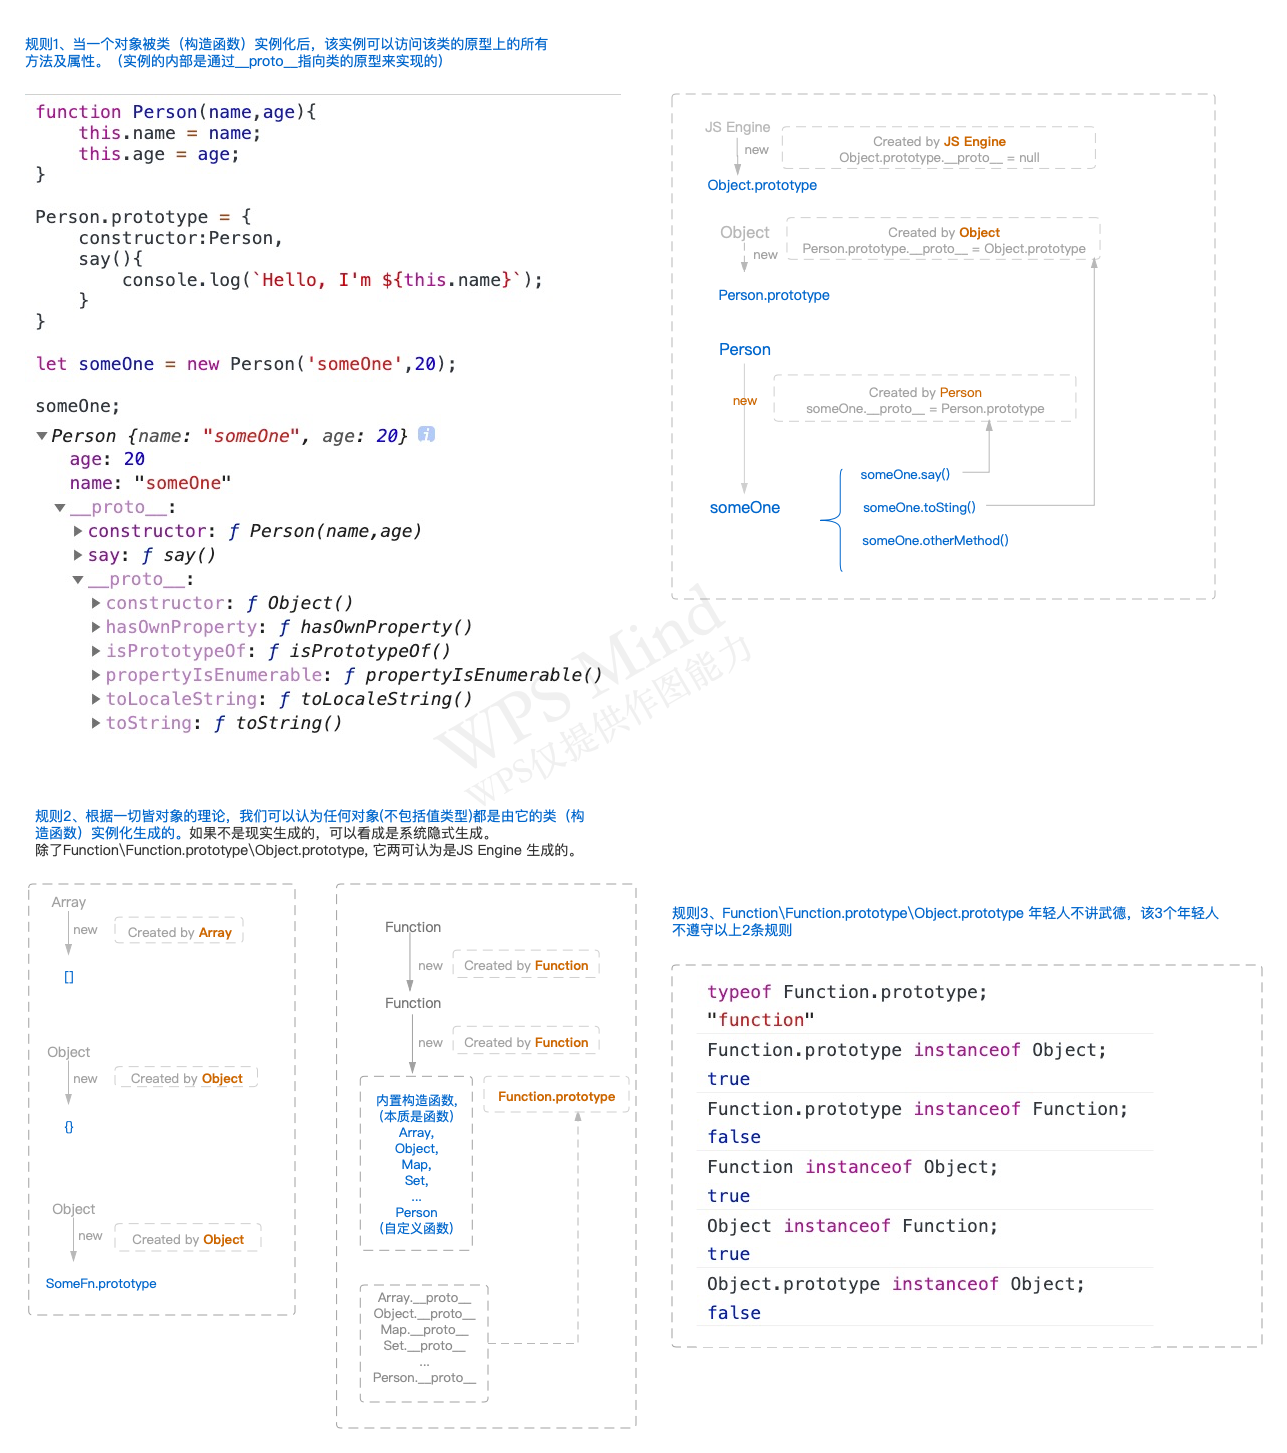 规则1、当一个对象被类（构造函数）实例化后，该实例可以访问该类的原型上的所有
方法及属性。（实例的内部是通过__proto__指向类的原型来实现的）
function Person(name,age){
    this.name = name;
    this.age = age;
}
Person.prototype = {
    constructor:Person,
    say(){
        console.log(`Hello, I'm ${this.name}`);
    }
}
let someOne = new Person('someOne',20);
someOne;
Person {name: "someOne", age: 20} i
age: 20
name: "someOne"
__proto__:
constructor: ƒ Person(name,age)
say: ƒ say()
__proto__:
constructor: ƒ Object()
hasOwnProperty: ƒ hasOwnProperty()
isPrototypeOf: ƒ isPrototypeOf()
propertyIsEnumerable: ƒ propertyIsEnumerable()
toLocaleString: ƒ toLocaleString()
toString: ƒ toString()
JS Engine
new
Created by JS Engine
Object.prototype.__proto__ = null
Object.prototype
Object
new
Created by Object
Person.prototype.__proto__ = Object.prototype
Person.prototype
Person
new
Created by Person
someOne.__proto__ = Person.prototype
someOne
someOne.say()
someOne.toSting()
someOne.otherMethod()
WPS Mind
WPS仅提供作图能力
规则2、根据一切皆对象的理论，我们可以认为任何对象(不包括值类型)都是由它的类（构
造函数）实例化生成的。如果不是现实生成的，可以看成是系统隐式生成。
除了Function\Function.prototype\Object.prototype, 它两可认为是JS Engine 生成的。
Array
new
Created by Array
[]
Object
new
Created by Object
{}
Object
new
Created by Object
SomeFn.prototype
Function
new
Created by Function
Function
new
Created by Function
内置构造函数,
(本质是函数)
Array,
Object,
Map,
Set,
...
Person
(自定义函数)
Function.prototype
Array.__proto__
Object.__proto__
Map.__proto__
Set.__proto__
...
Person.__proto__
规则3、Function\Function.prototype\Object.prototype 年轻人不讲武德，该3个年轻人
不遵守以上2条规则
typeof Function.prototype;
"function"
Function.prototype instanceof Object;
true
Function.prototype instanceof Function;
false
Function instanceof Object;
true
Object instanceof Function;
true
Object.prototype instanceof Object;
false